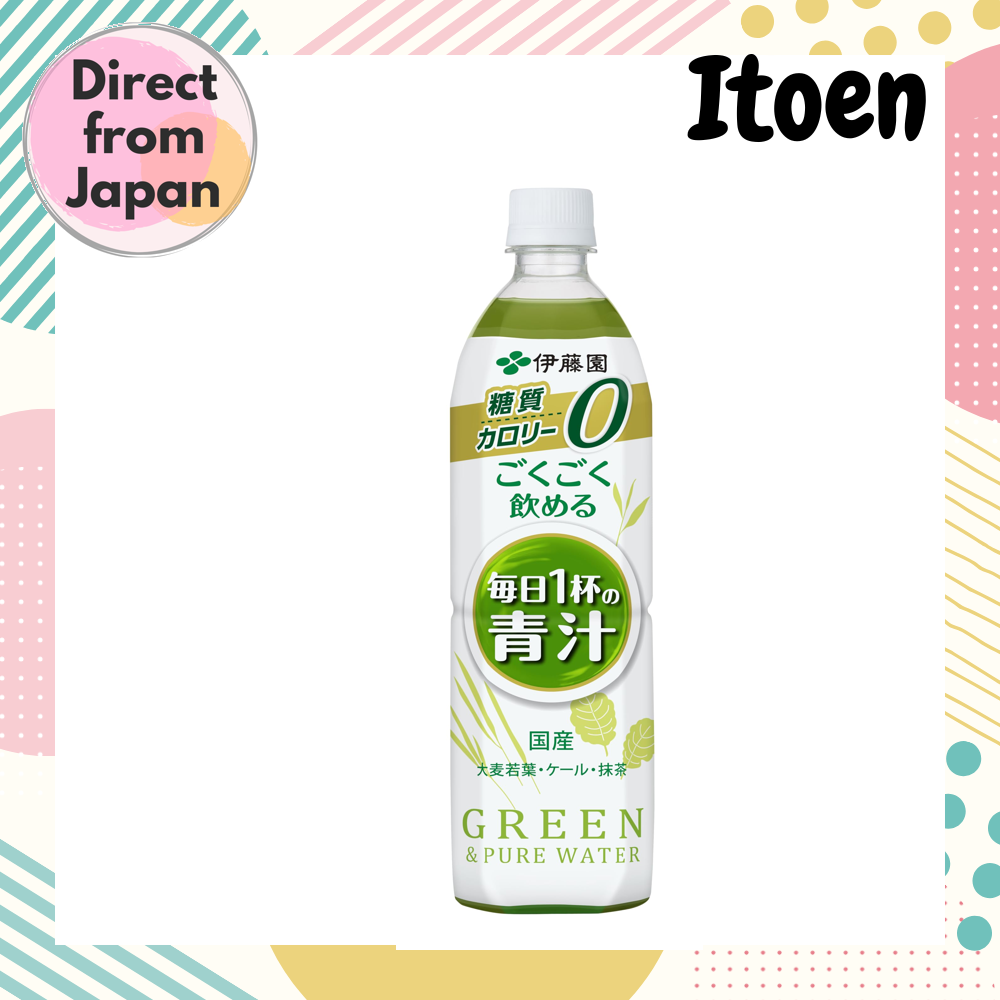 Direct
from
Japan
Itoen
伊藤園
糖質
カロリー0
ごくごく
飲める
毎日1杯の
青汁
国産
大麦若葉・ケール・抹茶
GREEN
& PURE WATER